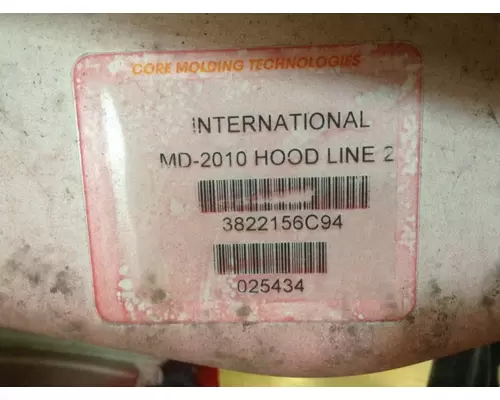 CORE MOLDING TECHNOLOGIES
INTERNATIONAL
MD-2010 HOOD LINE 2
3822156C94
025434